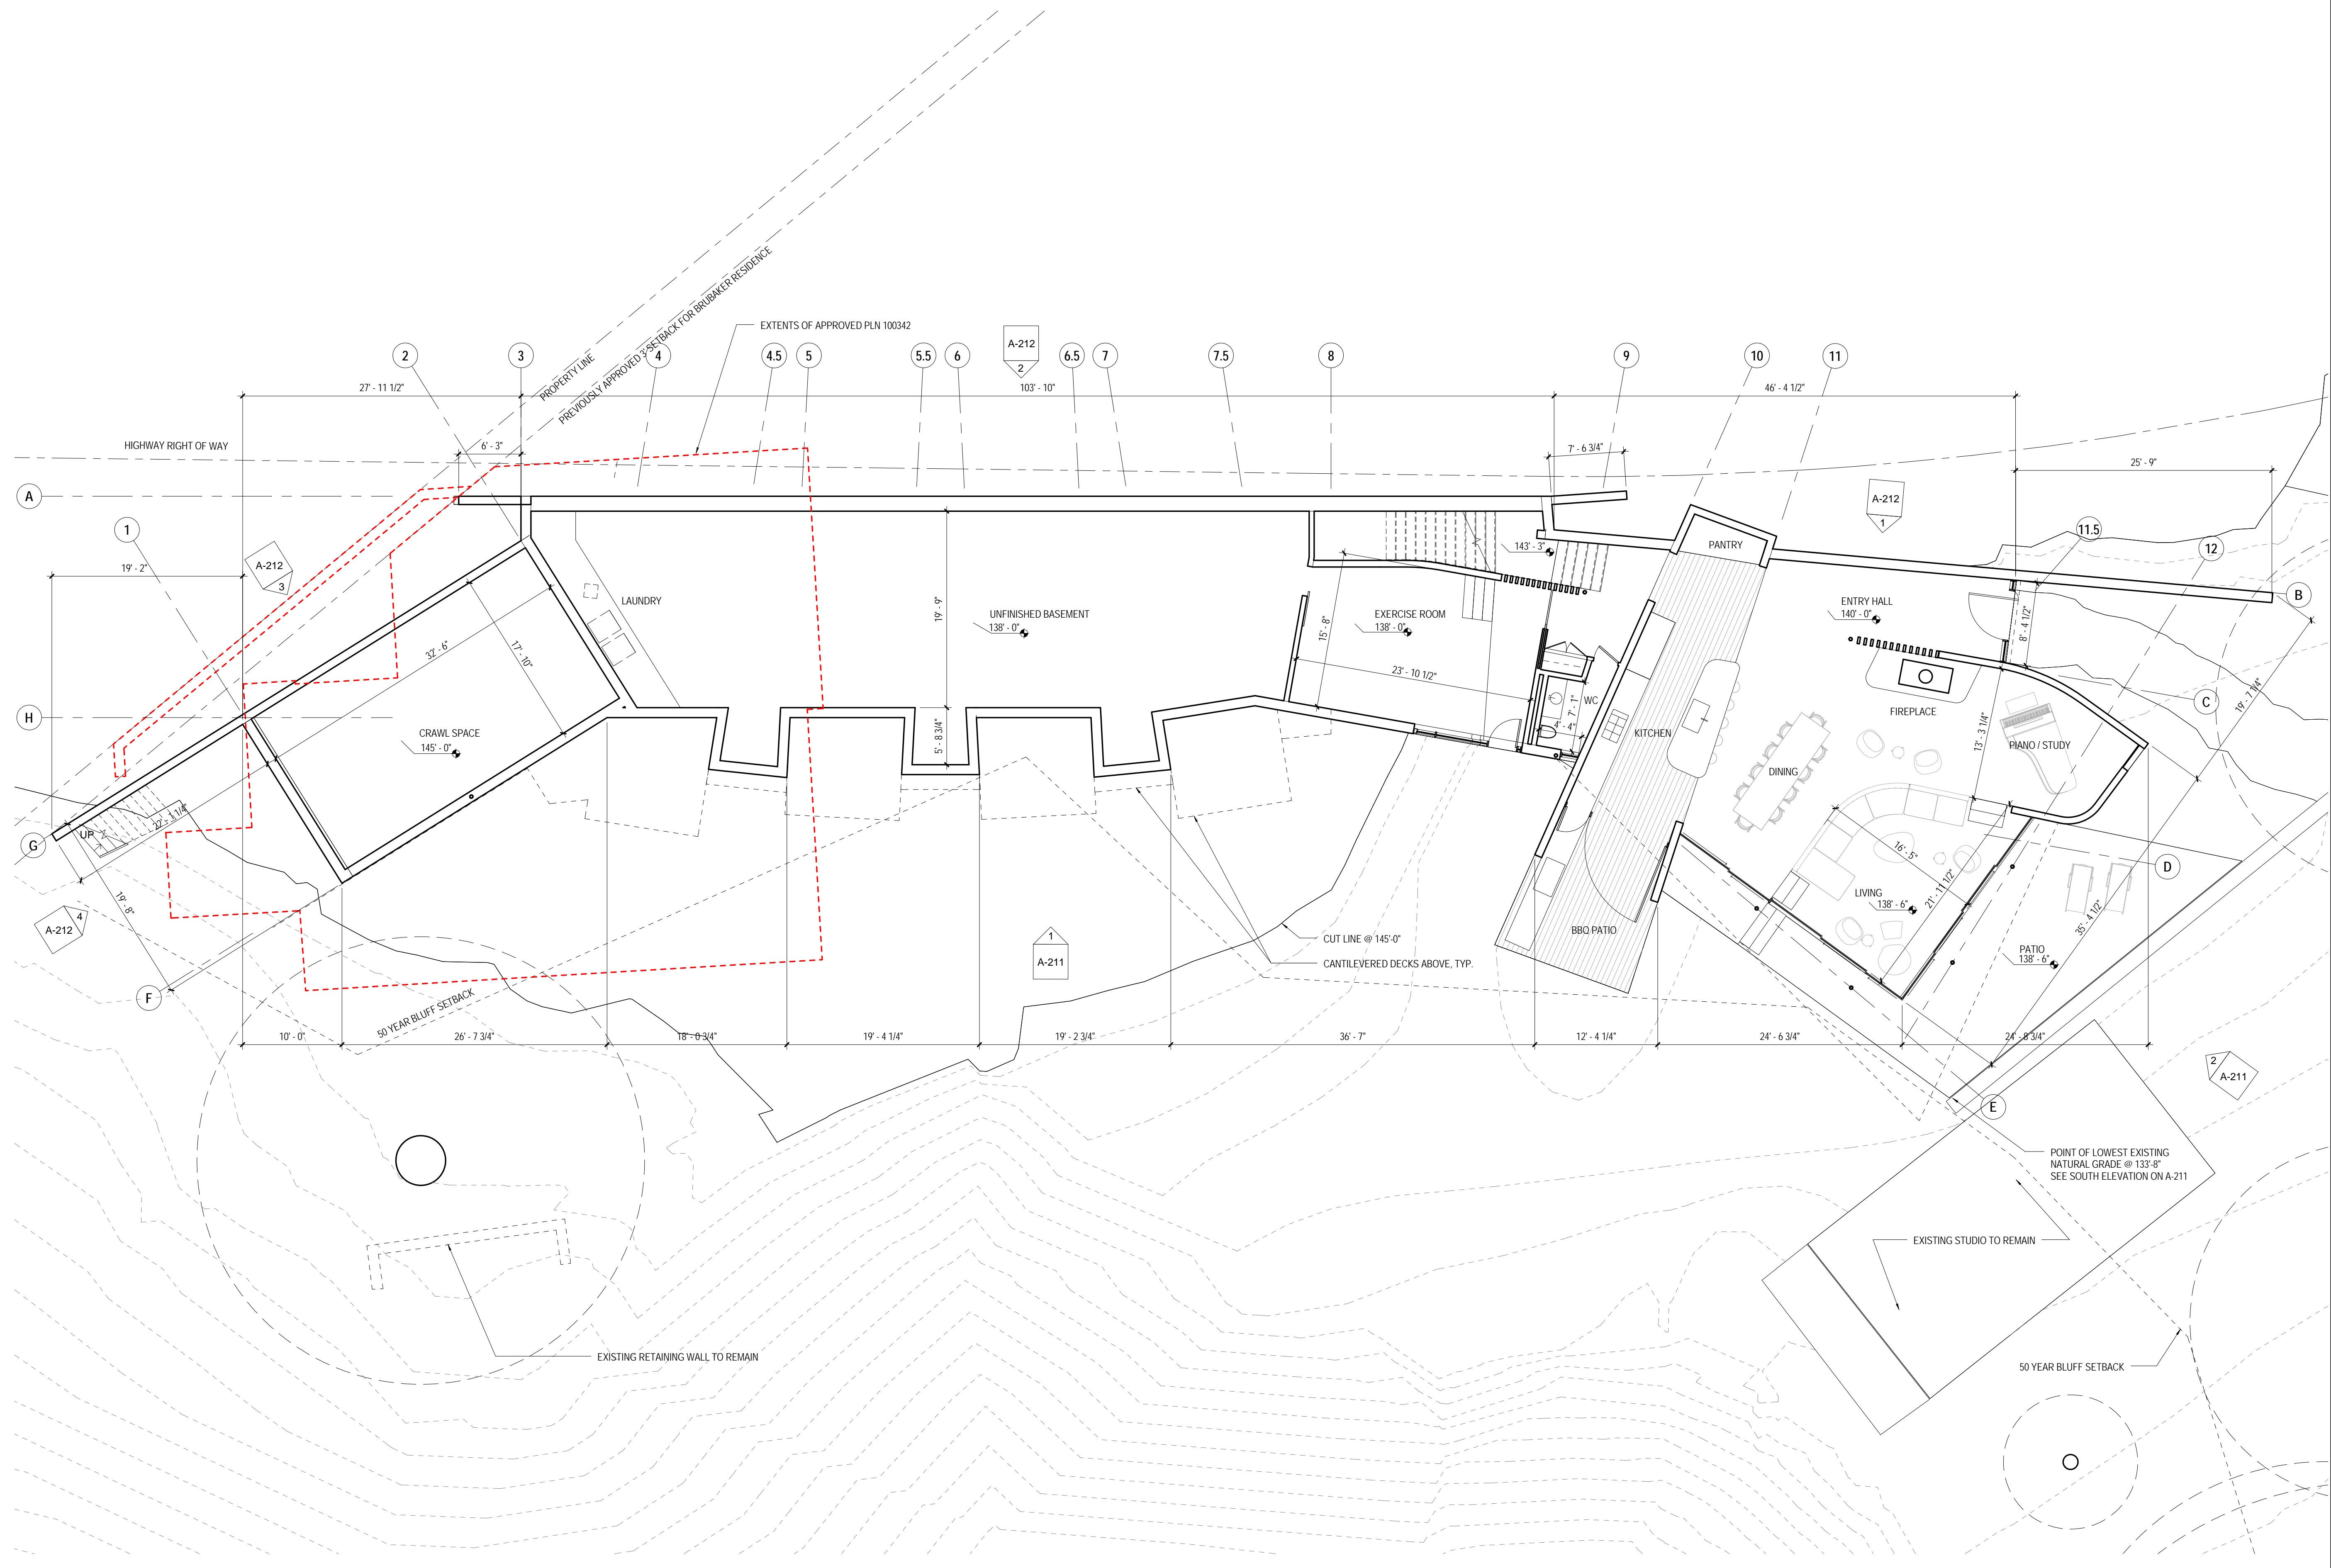 EXTENTS OF APPROVED PLN 100342
PROPERTY LINE
PREVIOUSLY APPROVED 3' SETBACK FOR BRUBAKER RESIDENCE
2
3
4
4.5
5
5.5
6
A-212
2
6.5
7
7.5
8
9
10
11
27' - 11 1/2"
103' - 10"
46' - 4 1/2"
HIGHWAY RIGHT OF WAY
6' - 3"
7' - 6 3/4"
25' - 9"
A
A-212
1
1
11.5
12
143' - 3"
PANTRY
A-212
3
19' - 2"
B
LAUNDRY
19' - 9"
UNFINISHED BASEMENT
138' - 0"
EXERCISE ROOM
138' - 0"
15' - 8"
ENTRY HALL
140' - 0"
8' - 4 1/2"
32' - 6"
17' - 10"
23' - 10 1/2"
WC
7' - 1"
4' - 4"
C
19' - 7 1/4"
H
CRAWL SPACE
145' - 0"
5' - 8 3/4"
KITCHEN
FIREPLACE
13' - 3 1/4"
PIANO / STUDY
DINING
22' - 1 1/4"
UP
G
16' - 5"
D
19' - 8"
LIVING
138' - 6"
21' - 11 1/2"
35' - 4 1/2"
A-212
4
1
A-211
CUT LINE @ 145'-0"
CANTILEVERED DECKS ABOVE, TYP.
BBQ PATIO
PATIO
138' - 6"
F
50 YEAR BLUFF SETBACK
10' - 0"
26' - 7 3/4"
18' - 0 3/4"
19' - 4 1/4"
19' - 2 3/4"
36' - 7"
12' - 4 1/4"
24' - 6 3/4"
24' - 8 3/4"
2
A-211
E
POINT OF LOWEST EXISTING
NATURAL GRADE @ 133'-8"
SEE SOUTH ELEVATION ON A-211
EXISTING STUDIO TO REMAIN
EXISTING RETAINING WALL TO REMAIN
50 YEAR BLUFF SETBACK